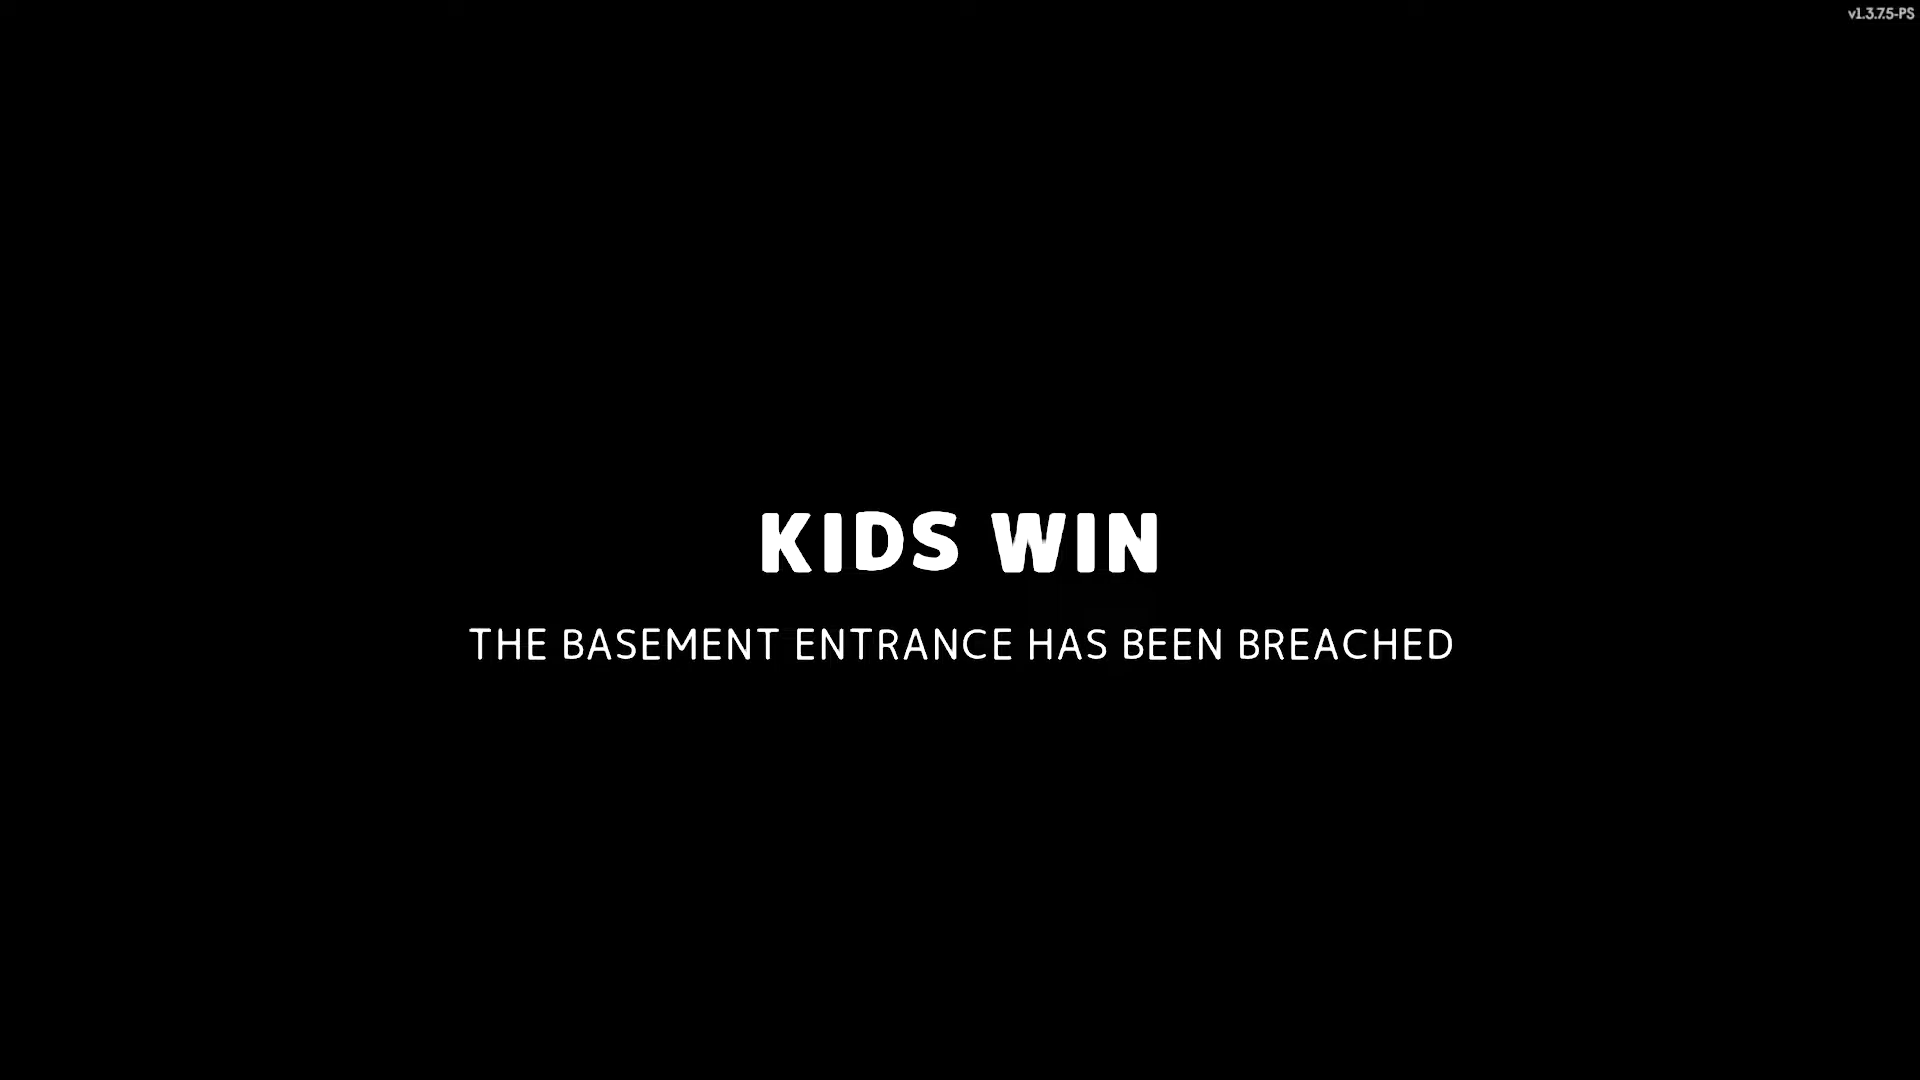 v1.3.7.5-PS
KIDS WIN
THE BASEMENT ENTRANCE HAS BEEN BREACHED